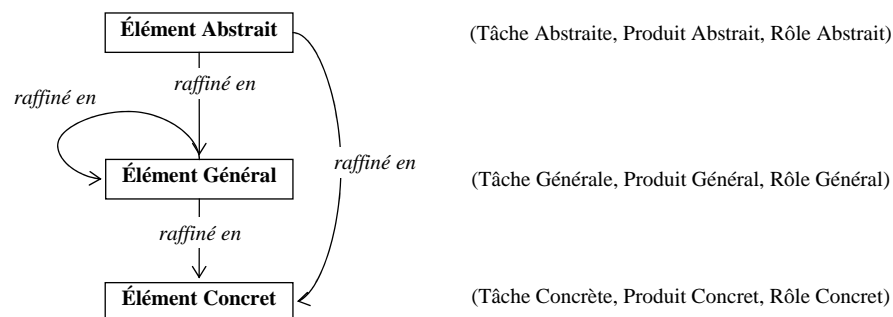 Élément Abstrait (Tâche Abstraite, Produit Abstrait, Rôle Abstrait)
raffiné en
raffiné en
raffiné en
Élément Général (Tâche Générale, Produit Général, Rôle Général)
raffiné en
Élément Concret (Tâche Concrète, Produit Concret, Rôle Concret)